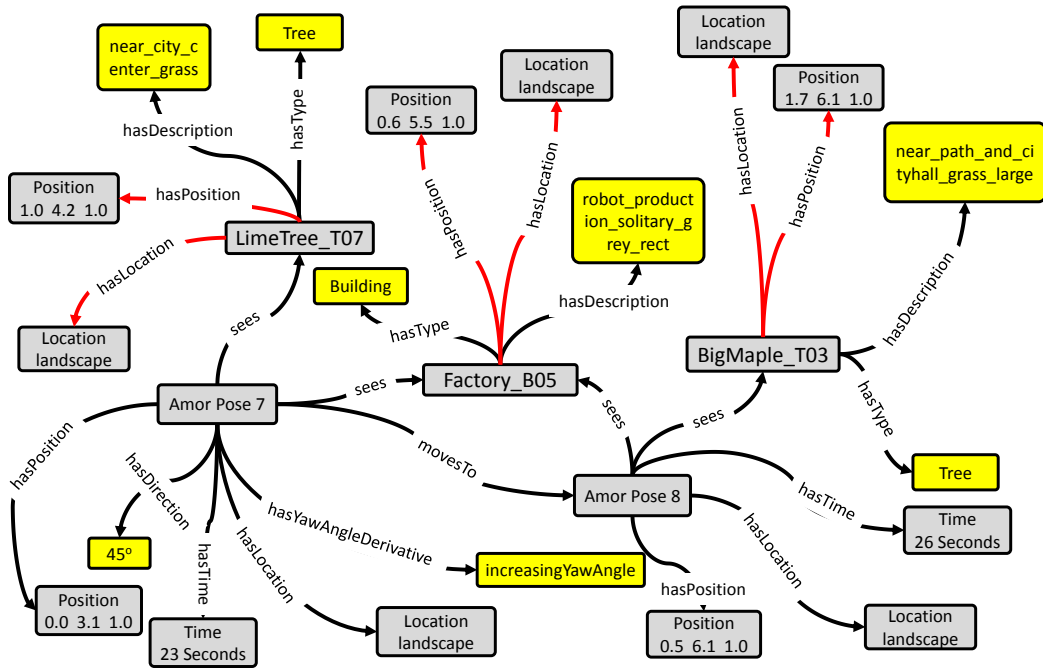 near_city_c
enter_grass
Tree
Location
landscape
Location
landscape
Position
0.6 5.5 1.0
Position
1.7 6.1 1.0
near_path_and_ci
tyhall_grass_large
hasDescription
hasType
hasPosition
hasLocation
hasLocation
hasPosition
hasDescription
Position
1.0 4.2 1.0
hasPosition
LimeTree_T07
robot_product
ion_solitary_g
rey_rect
hasLocation
Building
hasDescription
hasType
Location
landscape
sees
Factory_B05
BigMaple_T03
Amor Pose 7
sees
sees
sees
hasType
hasPosition
movesTo
hasDirection
Amor Pose 8
hasTime
Tree
hasYawAngleDerivative
Time
26 Seconds
45º
hasTime
hasLocation
increasingYawAngle
hasLocation
hasPosition
Position
0.0 3.1 1.0
Time
23 Seconds
Location
landscape
Position
0.5 6.1 1.0
Location
landscape